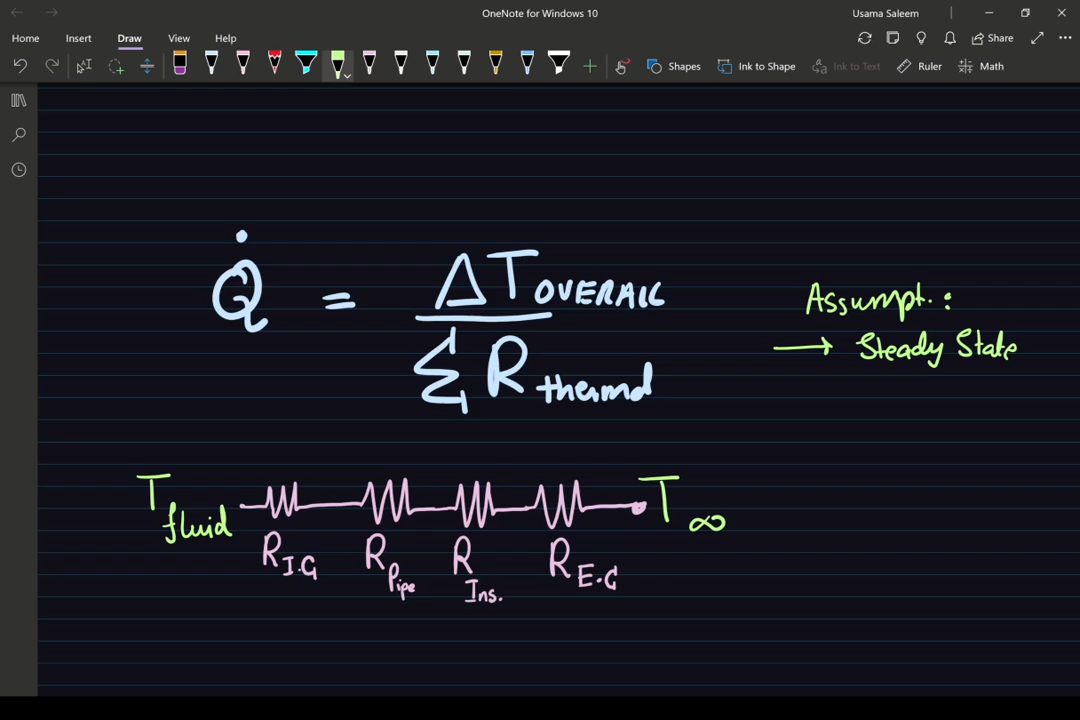 OneNote for Windows 10
Usama Saleem
Home Insert Draw View Help
Share
Shapes Ink to Shape Ink to Text Ruler Math
Q̇ = ΔT OVERALL / Σ R thermal
Assumpt. :
→ Steady State
T fluid T ∞
R I.C R Pipe R Ins. R E.C